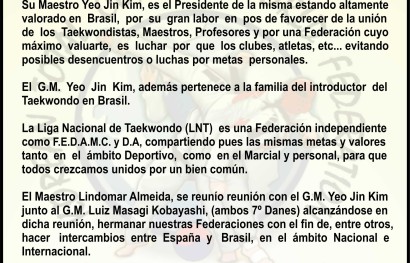 Su Maestro Yeo Jin Kim, es el Presidente de la misma estando altamente
valorado en Brasil, por su gran labor en pos de favorecer de la unión
de los Taekwondistas, Maestros, Profesores y por una Federación cuyo
máximo valuarte, es luchar por que los clubes, atletas, etc... evitando
posibles desencuentros o luchas por metas personales.
El G.M. Yeo Jin Kim, además pertenece a la familia del introductor del
Taekwondo en Brasil.
La Liga Nacional de Taekwondo (LNT) es una Federación independiente
como F.E.D.A.M.C. y D.A, compartiendo pues las mismas metas y valores
tanto en el ámbito Deportivo, como en el Marcial y personal, para que
todos crezcamos unidos por un bien común.
El Maestro Lindomar Almeida, se reunío reunión con el G.M. Yeo Jin Kim
junto al G.M. Luiz Masagi Kobayashi, (ambos 7º Danes) alcanzándose en
dicha reunión, hermanar nuestras Federaciones con el fin de, entre otros,
hacer intercambios entre España y Brasil, en el ámbito Nacional e
Internacional.